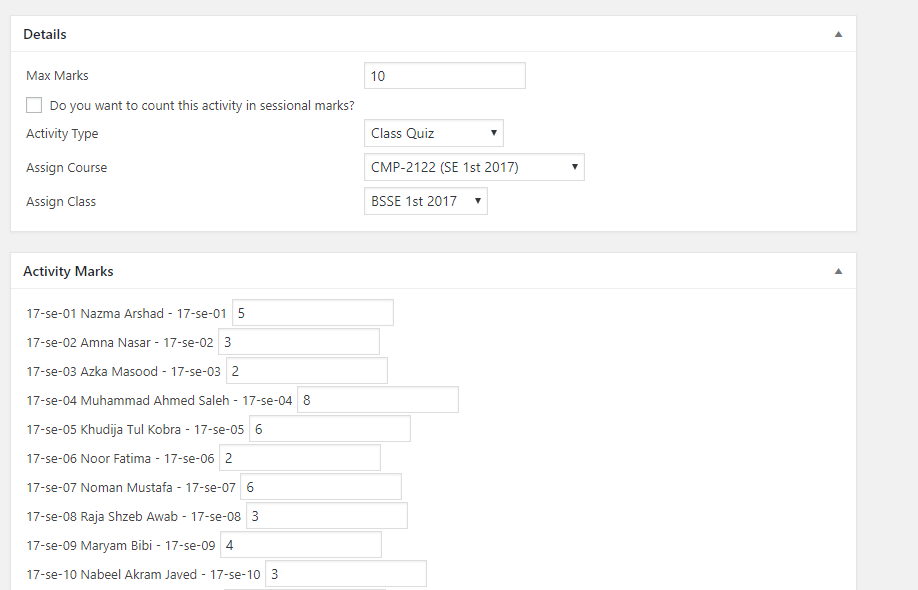 Details
Max Marks 10
Do you want to count this activity in sessional marks?
Activity Type Class Quiz
Assign Course CMP-2122 (SE 1st 2017)
Assign Class BSSE 1st 2017
Activity Marks
17-se-01 Nazma Arshad - 17-se-01 5
17-se-02 Amna Nasar - 17-se-02 3
17-se-03 Azka Masood - 17-se-03 2
17-se-04 Muhammad Ahmed Saleh - 17-se-04 8
17-se-05 Khudija Tul Kobra - 17-se-05 6
17-se-06 Noor Fatima - 17-se-06 2
17-se-07 Noman Mustafa - 17-se-07 6
17-se-08 Raja Shzeb Awab - 17-se-08 3
17-se-09 Maryam Bibi - 17-se-09 4
17-se-10 Nabeel Akram Javed - 17-se-10 3